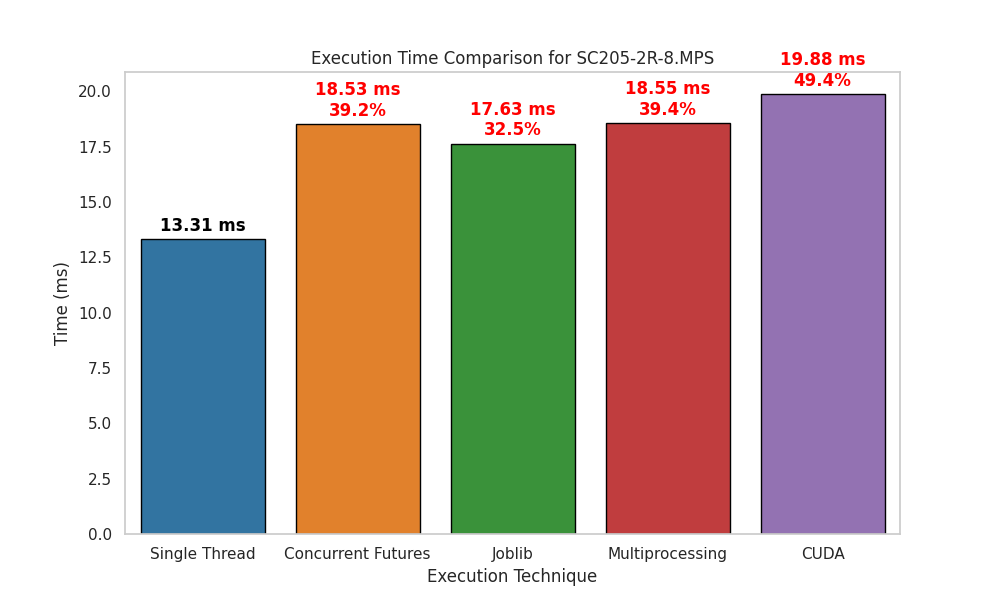 Execution Time Comparison for SC205-2R-8.MPS
19.88 ms
49.4%
18.53 ms
39.2%
17.63 ms
32.5%
18.55 ms
39.4%
13.31 ms
20.0
17.5
15.0
12.5
10.0
7.5
5.0
2.5
0.0
Time (ms)
Single Thread
Concurrent Futures
Joblib
Multiprocessing
CUDA
Execution Technique